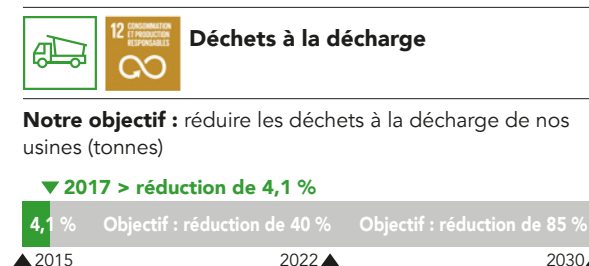 12 CONSOMMATION
ET PRODUCTION
RESPONSABLES
Déchets à la décharge
Notre objectif : réduire les déchets à la décharge de nos
usines (tonnes)
▼ 2017 > réduction de 4,1 %
4,1 % Objectif : réduction de 40 % Objectif : réduction de 85 %
▲ 2015 2022 ▲ 2030 ▲